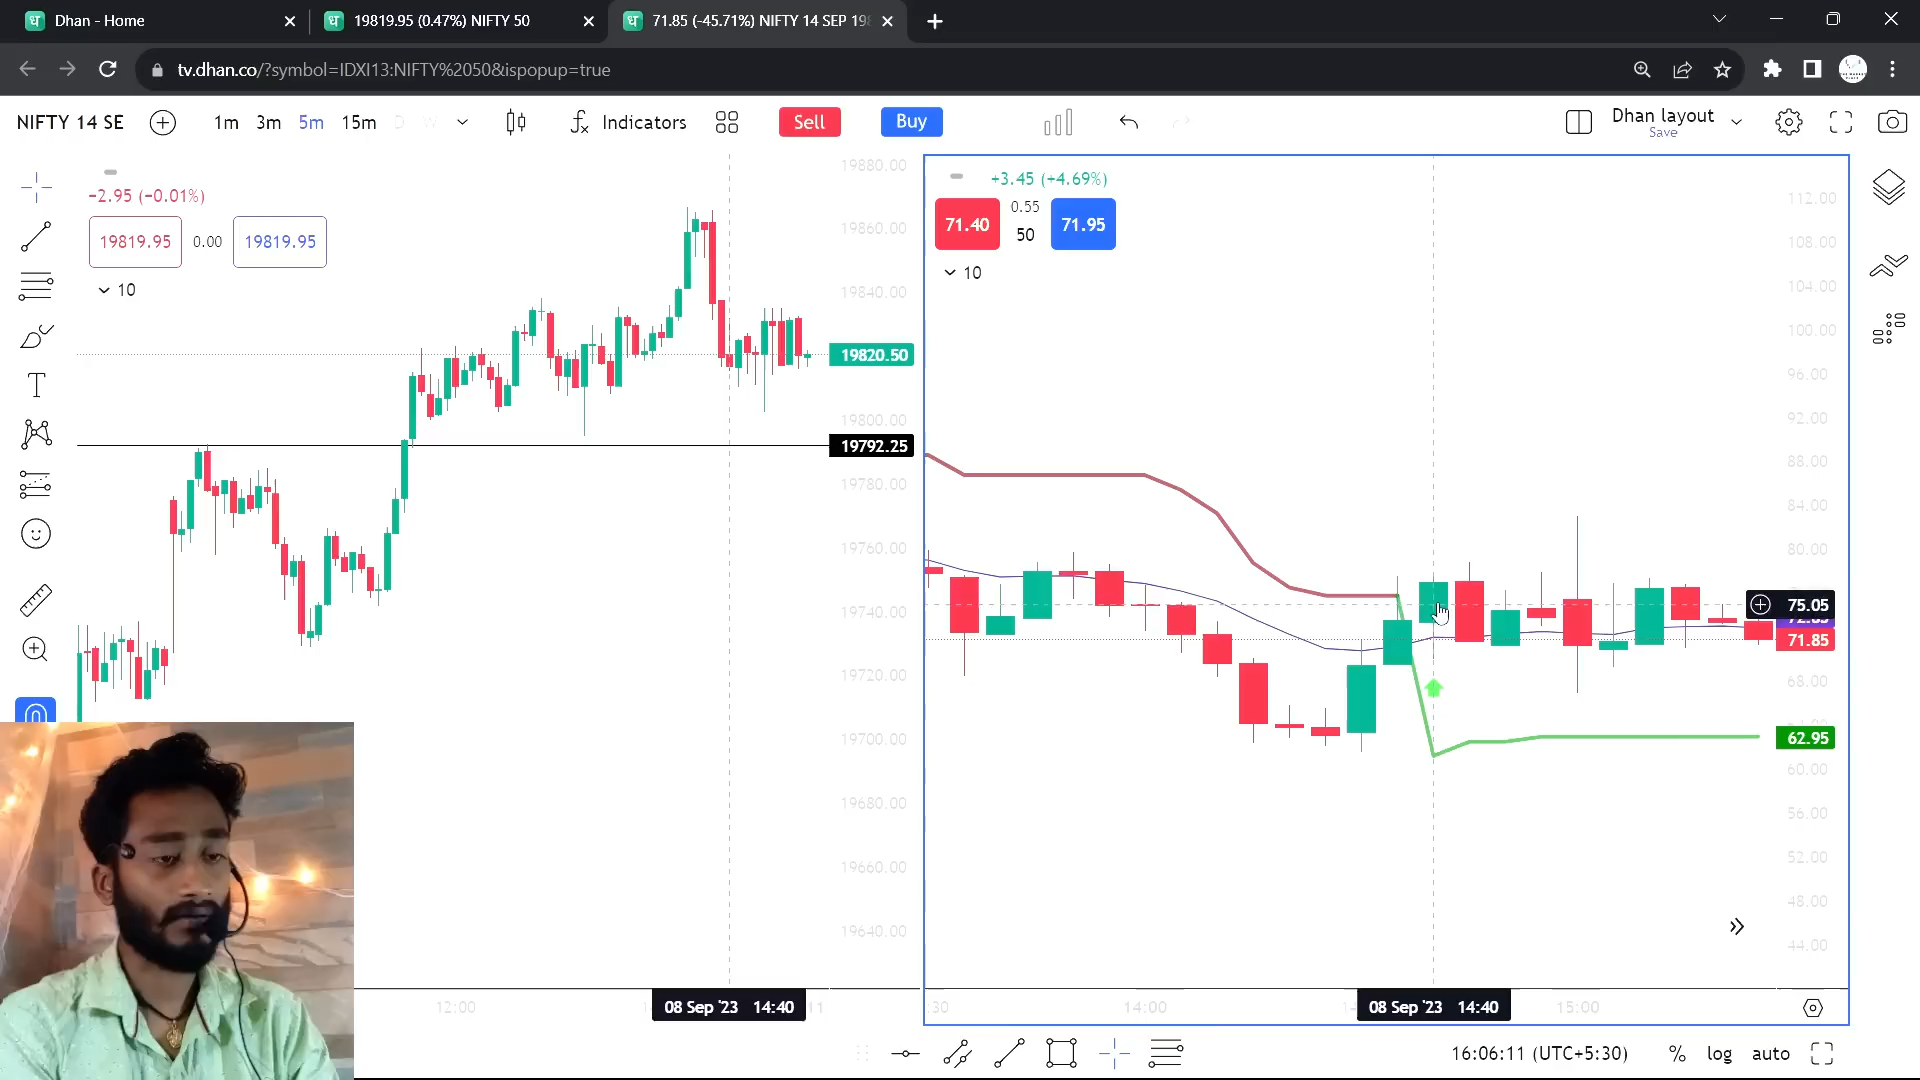 Dhan - Home
19819.95 (0.47%) NIFTY 50
71.85 (-45.71%) NIFTY 14 SEP 198
tv.dhan.co/?symbol=IDXI13:NIFTY%2050&ispopup=true
NIFTY 14 SE
1m 3m 5m 15m D W
Indicators
Sell
Buy
Dhan layout
Save
−2.95 (−0.01%)
19819.95 0.00 19819.95
10
19880.00
19860.00
19840.00
19820.50
19800.00
19792.25
19780.00
19760.00
19740.00
19720.00
19700.00
19680.00
19660.00
19640.00
12:00
08 Sep '23 14:40
11
+3.45 (+4.69%)
71.40 0.55 71.95
50
10
112.00
108.00
104.00
100.00
96.00
92.00
88.00
84.00
80.00
75.05
71.85
68.00
62.95
60.00
56.00
52.00
48.00
44.00
:30
14:00
08 Sep '23 14:40
15:00
16:06:11 (UTC+5:30)
% log auto